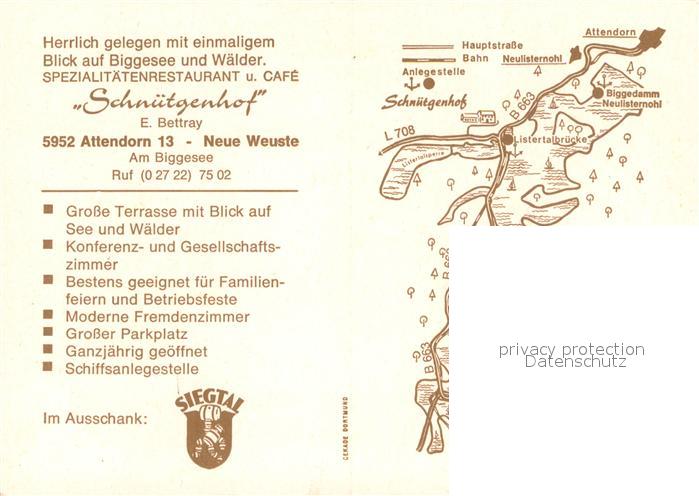 Herrlich gelegen mit einmaligem
Blick auf Biggesee und Wälder.
SPEZIALITÄTENRESTAURANT u. CAFÉ
„Schnütgenhof"
E. Bettray
5952 Attendorn 13 - Neue Weuste
Am Biggesee
Ruf (0 27 22) 75 02
Große Terrasse mit Blick auf
See und Wälder
Konferenz- und Gesellschafts-
zimmer
Bestens geeignet für Familien-
feiern und Betriebsfeste
Moderne Fremdenzimmer
Großer Parkplatz
Ganzjährig geöffnet
Schiffsanlegestelle
Im Ausschank:
SIEGTAL
CEKADE DORTMUND
Hauptstraße
Bahn
Anlegestelle
Schnütgenhof
Attendorn
Neulisternohl
Biggedamm
Neulisternohl
B 663
L 708
Listertalbrücke
Listertalsperre
B 663
B 663
privacy protection
Datenschutz